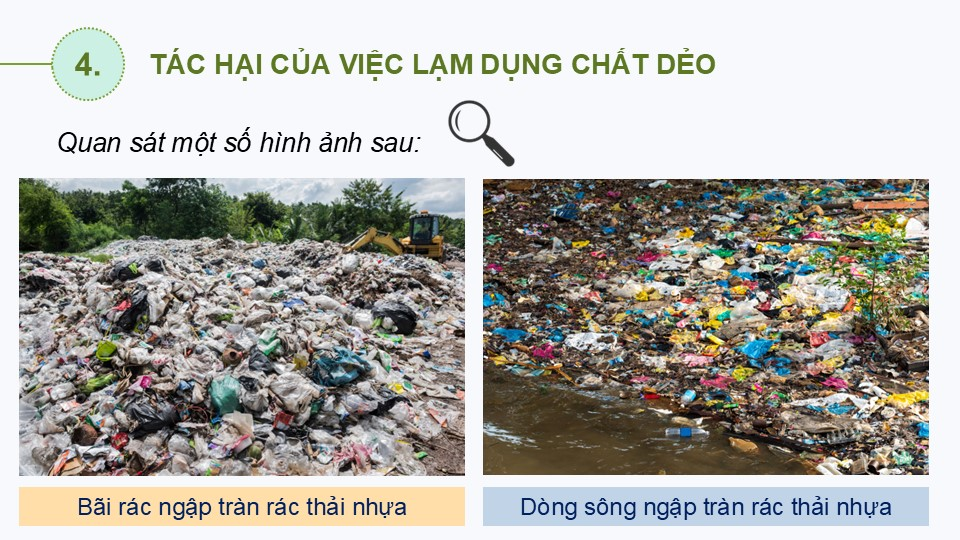 4.
TÁC HẠI CỦA VIỆC LẠM DỤNG CHẤT DẺO
Quan sát một số hình ảnh sau:
Bãi rác ngập tràn rác thải nhựa
Dòng sông ngập tràn rác thải nhựa